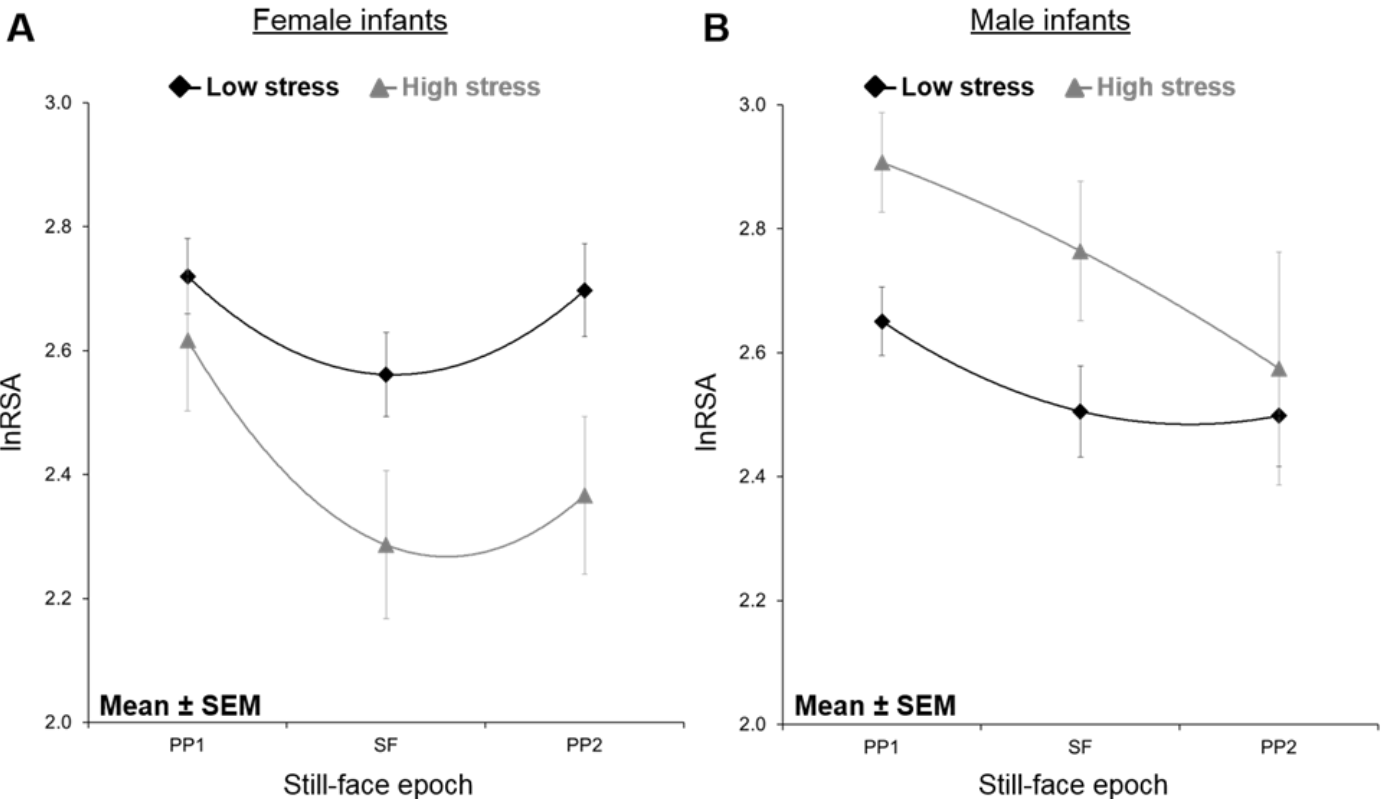 A
Female infants
Low stress
High stress
3.0
2.8
2.6
2.4
2.2
2.0
lnRSA
Mean ± SEM
PP1
SF
PP2
Still-face epoch
B
Male infants
Low stress
High stress
3.0
2.8
2.6
2.4
2.2
2.0
lnRSA
Mean ± SEM
PP1
SF
PP2
Still-face epoch